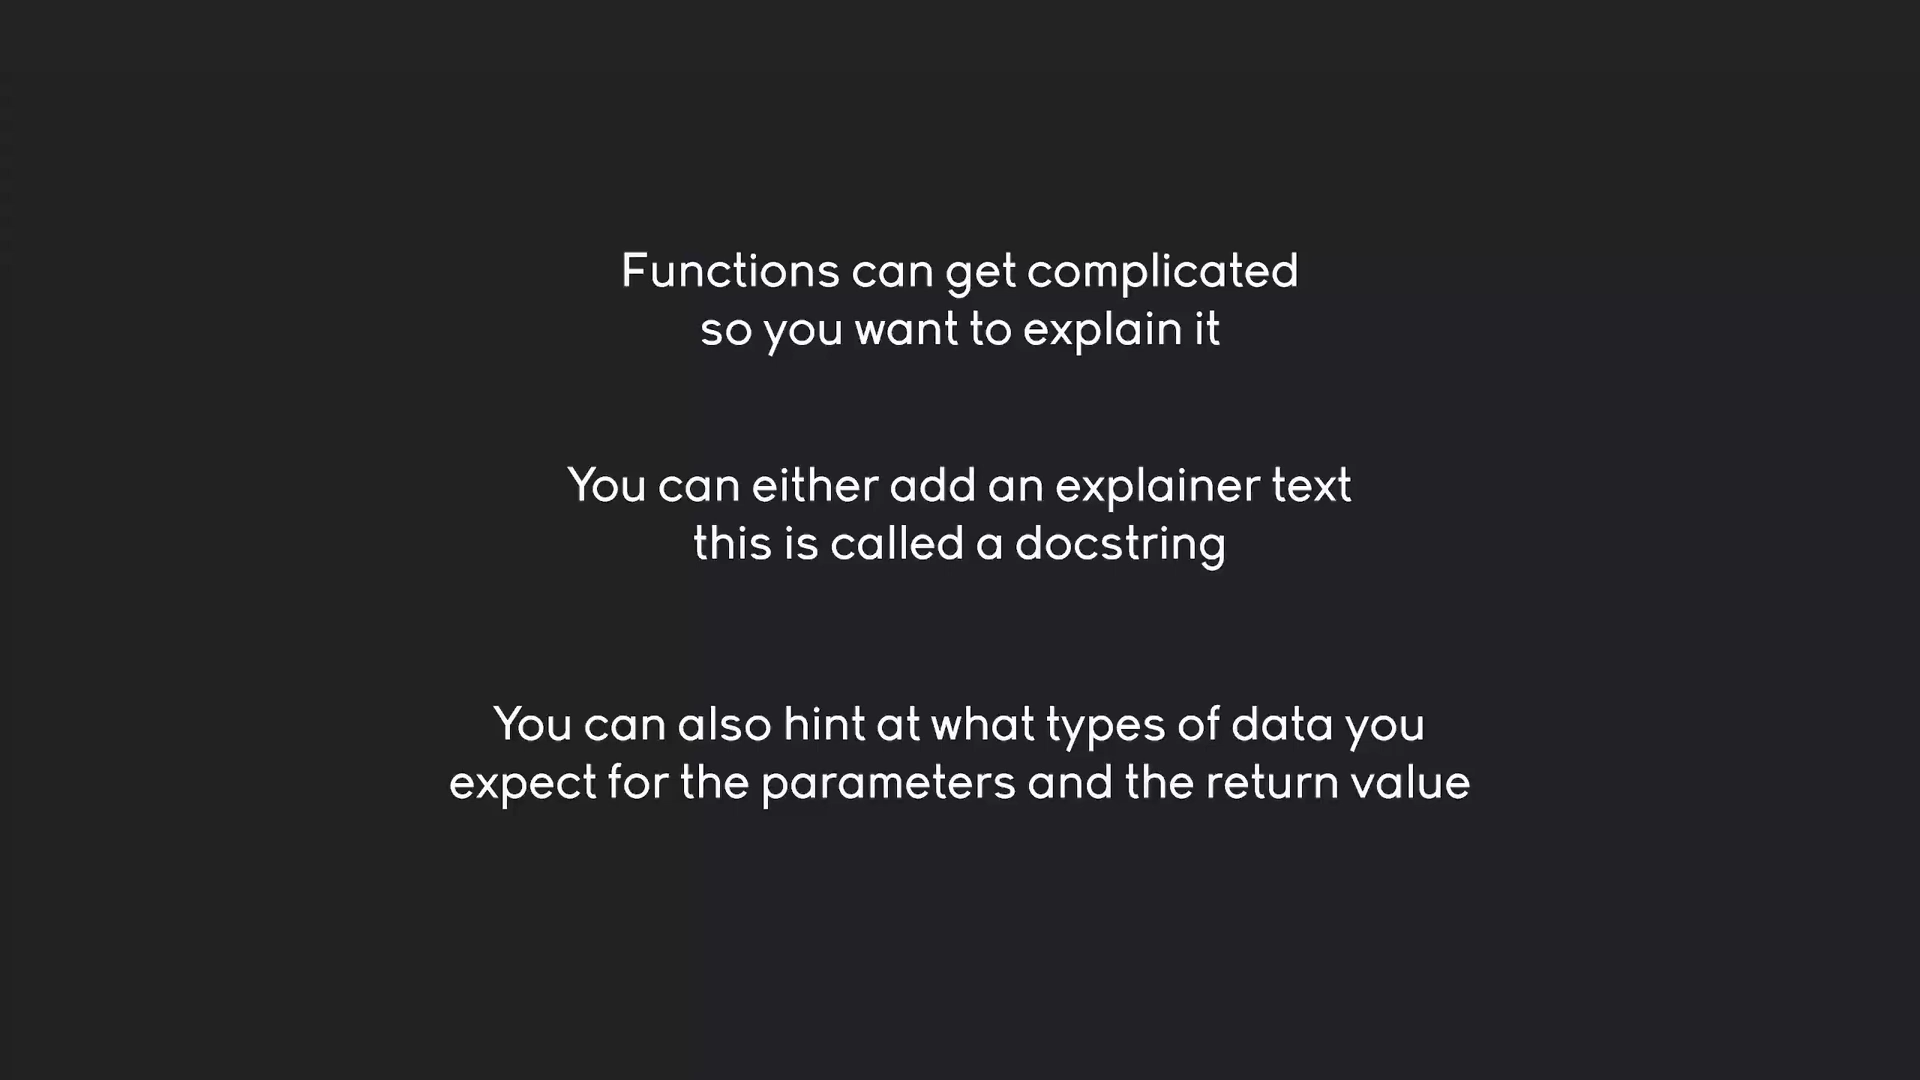 Functions can get complicated
so you want to explain it
You can either add an explainer text
this is called a docstring
You can also hint at what types of data you
expect for the parameters and the return value